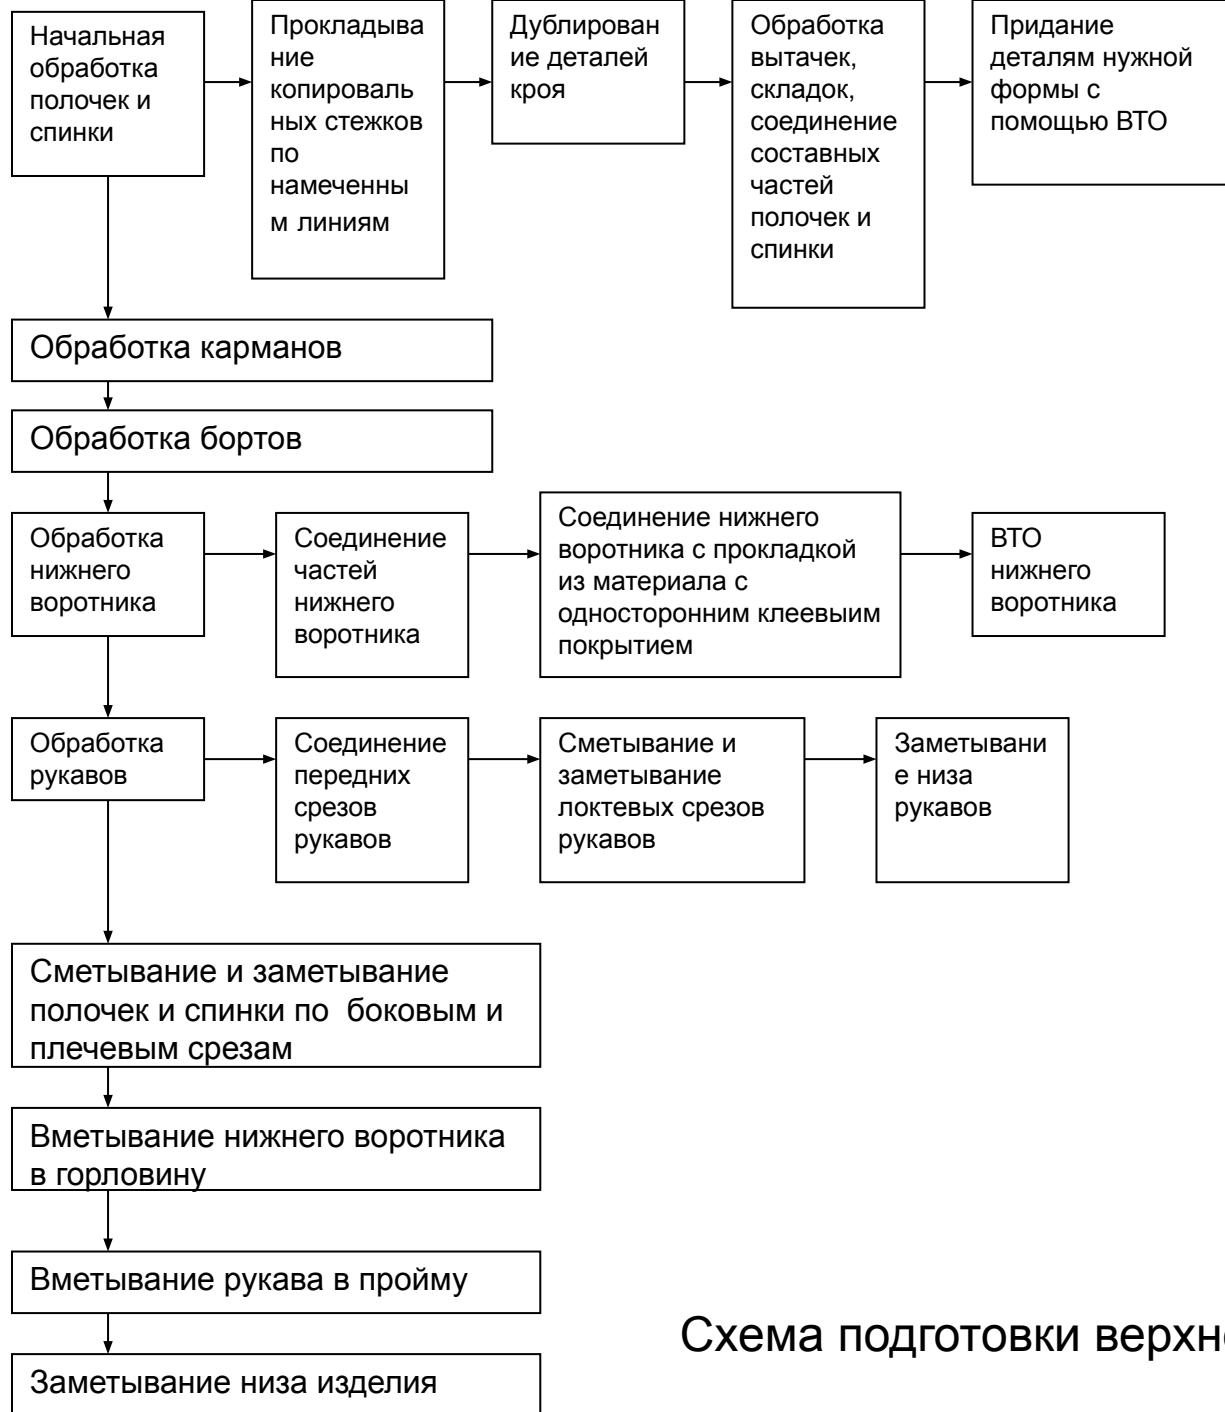 Начальная
обработка
полочек и
спинки
Прокладыва
ние
копироваль
ных стежков
по
намеченны
м линиям
Дублирован
ие деталей
кроя
Обработка
вытачек,
складок,
соединение
составных
частей
полочек и
спинки
Придание
деталям нужной
формы с
помощью ВТО
Обработка карманов
Обработка бортов
Обработка
нижнего
воротника
Соединение
частей
нижнего
воротника
Соединение нижнего
воротника с прокладкой
из материала с
односторонним клеевыим
покрытием
ВТО
нижнего
воротника
Обработка
рукавов
Соединение
передних
срезов
рукавов
Сметывание и
заметывание
локтевых срезов
рукавов
Заметывани
е низа
рукавов
Сметывание и заметывание
полочек и спинки по  боковым и
плечевым срезам
Вметывание нижнего воротника
в горловину
Вметывание рукава в пройму
Схема подготовки верхн
Заметывание низа изделия